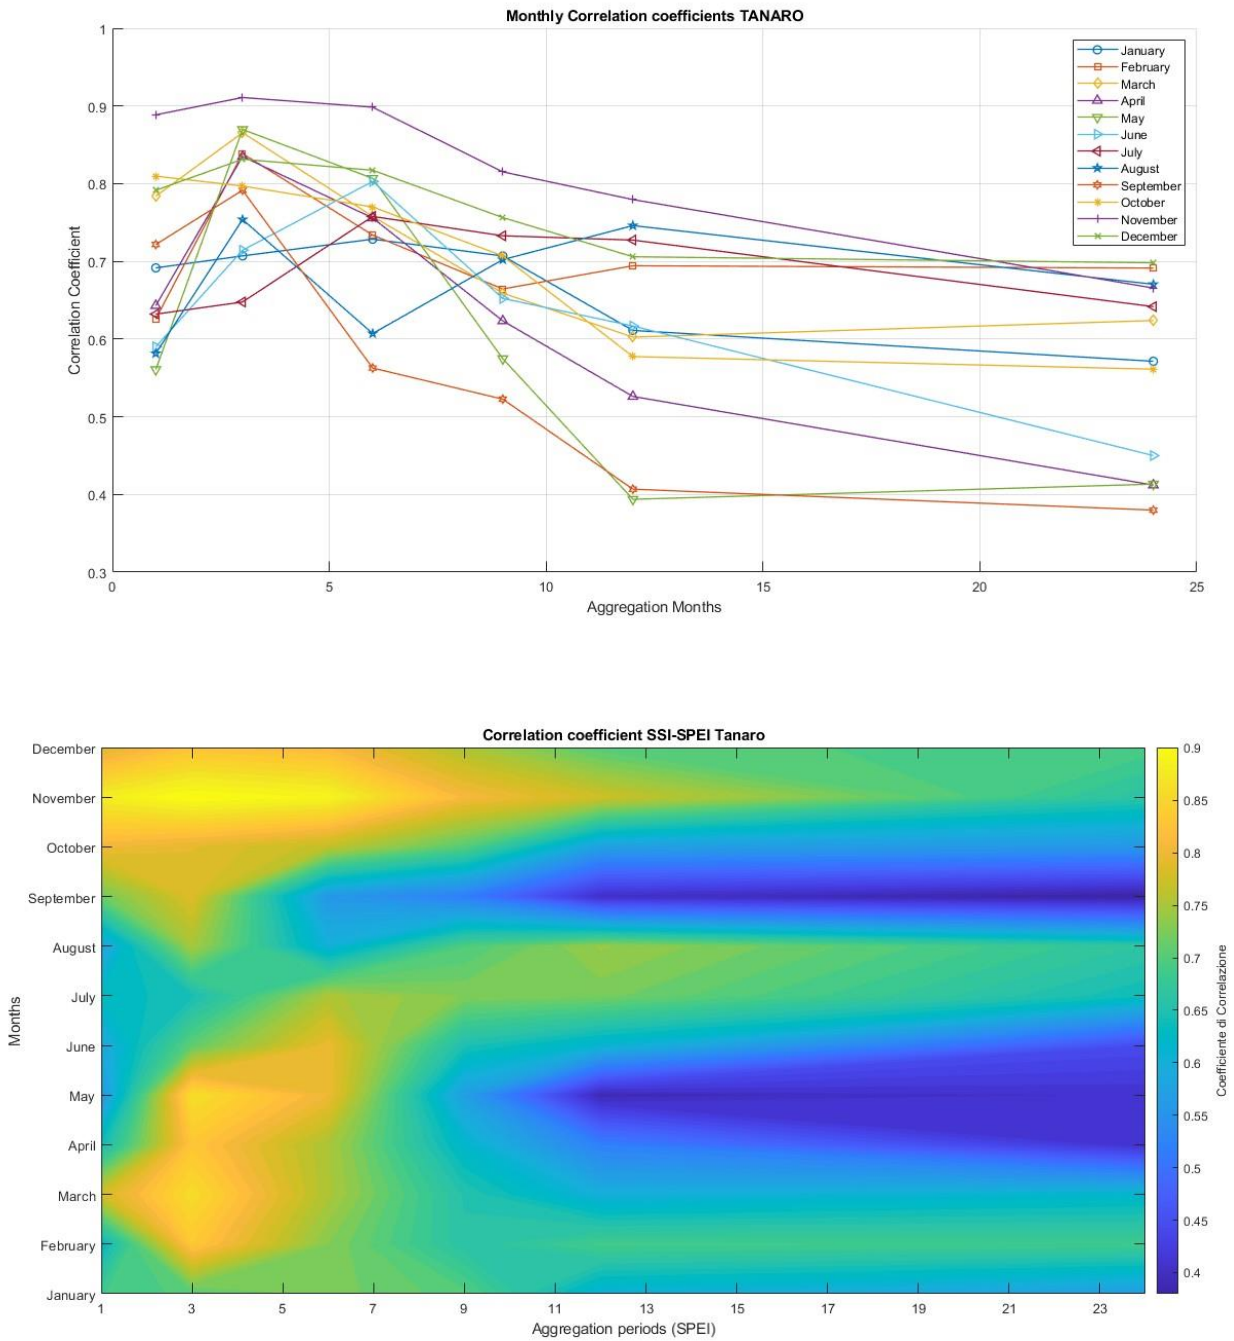 Monthly Correlation coefficients TANARO
1
0.9
0.8
0.7
0.6
0.5
0.4
0.3
Correlation Coefficient
January
February
March
April
May
June
July
August
September
October
November
December
0 5 10 15 20 25
Aggregation Months
Correlation coefficient SSI-SPEI Tanaro
December
November
October
September
August
July
June
May
April
March
February
January
Months
1 3 5 7 9 11 13 15 17 19 21 23
Aggregation periods (SPEI)
0.9
0.85
0.8
0.75
0.7
0.65
0.6
0.55
0.5
0.45
0.4
Coefficiente di Correlazione